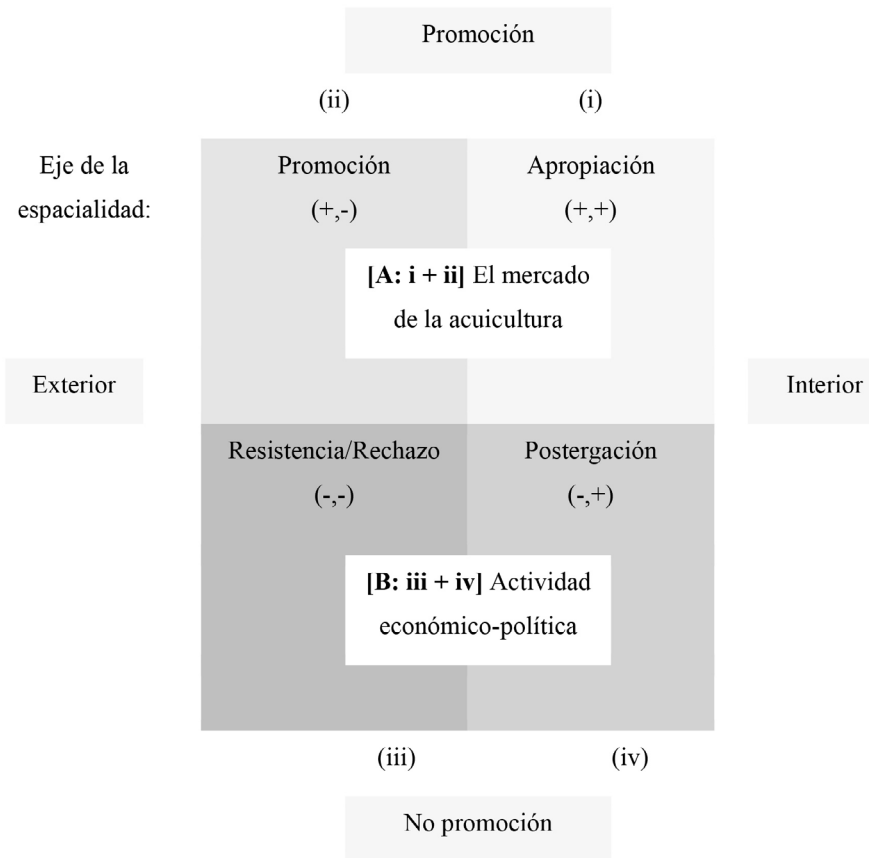 Promoción
(ii)
(i)
Eje de la
espacialidad:
Promoción
(+,-)
Apropiación
(+,+)
[A: i + ii] El mercado
de la acuicultura
Exterior
Interior
Resistencia/Rechazo
(-,-)
Postergación
(-,+)
[B: iii + iv] Actividad
económico-política
(iii)
(iv)
No promoción